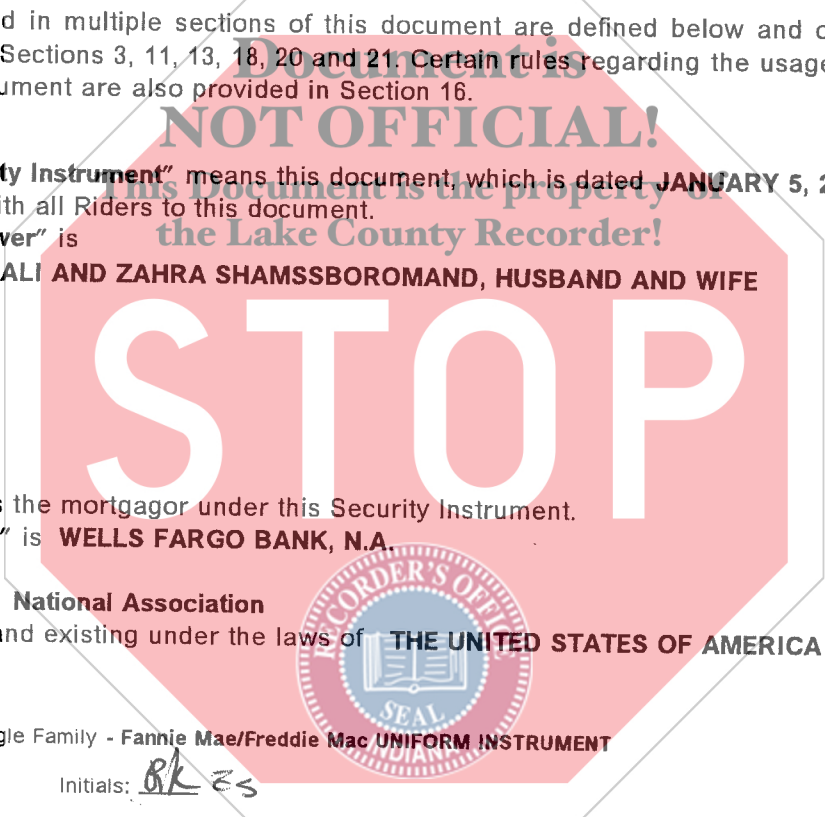 d in multiple sections of this document are defined below and o
Sections 3, 11, 13, 18, 20 and 21. Certain rules regarding the usage
ument are also provided in Section 16.
Document is
NOT OFFICIAL!
This Document is the property of
the Lake County Recorder!
ty Instrument” means this document, which is dated JANUARY 5, 2
ith all Riders to this document.
wer” is
ALI AND ZAHRA SHAMSSBOROMAND, HUSBAND AND WIFE
STOP
s the mortgagor under this Security Instrument.
” is WELLS FARGO BANK, N.A.
National Association
and existing under the laws of THE UNITED STATES OF AMERICA
RECORDER'S OFFICE
SEAL
INDIANA
gle Family - Fannie Mae/Freddie Mac UNIFORM INSTRUMENT
Initials: RK ZS